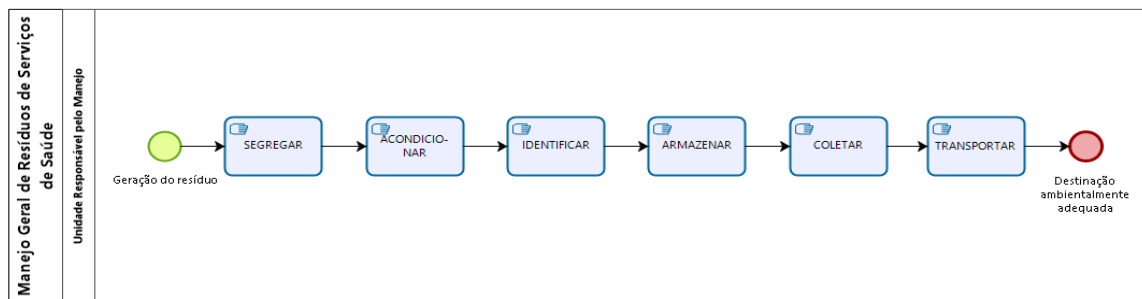 Manejo Geral de Resíduos de Serviços
de Saúde
Unidade Responsável pelo Manejo
Geração do resíduo
SEGREGAR
ACONDICIO-
NAR
IDENTIFICAR
ARMAZENAR
COLETAR
TRANSPORTAR
Destinação
ambientalmente
adequada